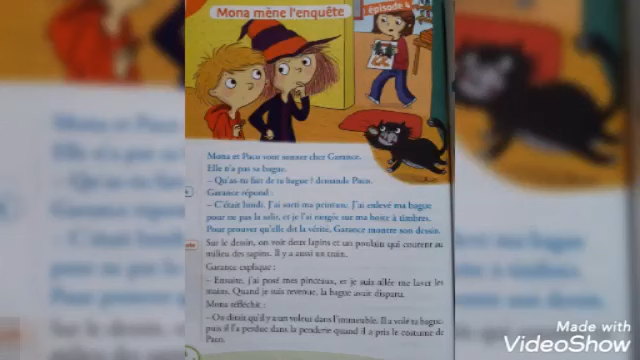 Mona mène l'enquête
épisode 4
Mona et Paco vont sonner chez Garance.
Elle n'a pas sa bague.
– Qu'as-tu fait de ta bague ? demande Paco.
Garance répond :
– C'était lundi. J'ai sorti ma peinture. J'ai enlevé ma bague
pour ne pas la salir, et je l'ai rangée sur ma boîte à timbres.
Pour prouver qu'elle dit la vérité, Garance montre son dessin.
Sur le dessin, on voit deux lapins et un poulain qui courent au
milieu des sapins. Il y a aussi un
Garance explique :
– Ensuite, j'ai posé mes pinceaux, et je suis allée me laver les
mains. Quand je suis revenue, la bague avait disparu.
Mona réfléchit :
– On dirait qu'il y a un voleur dans l'immeuble. Il a volé ta bague
puis il l'a perdue dans la penderie quand il a pris le costume de
Paco.
Made with
VideoShow